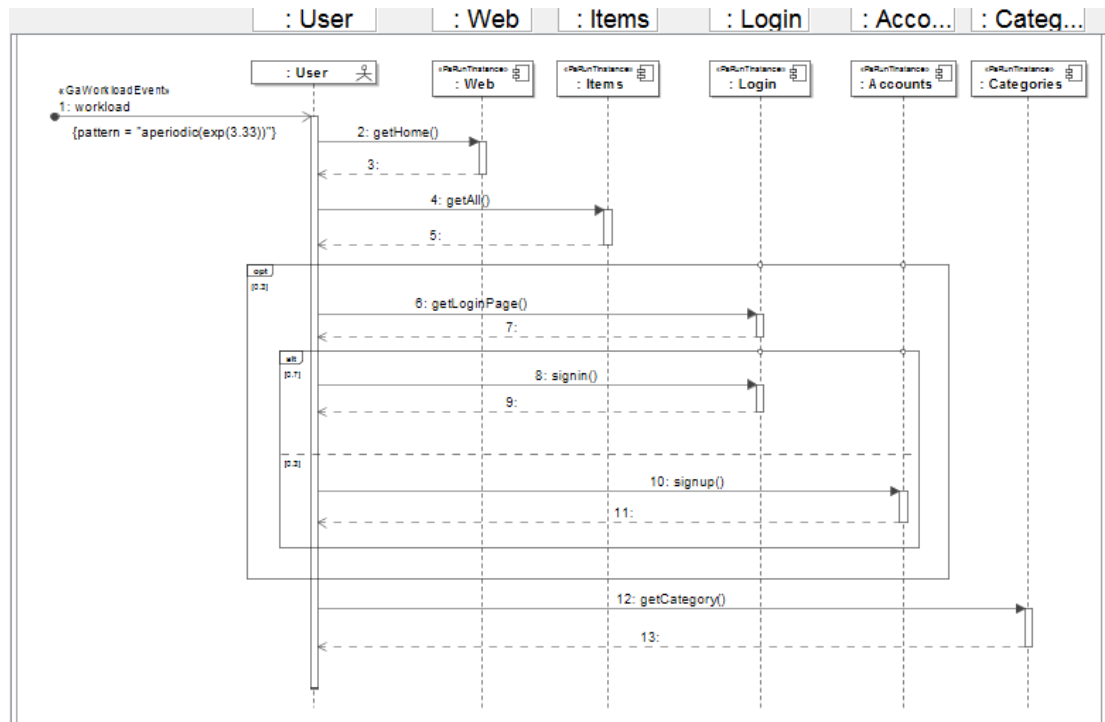 : User
: Web
: Items
: Login
: Acco...
: Categ...
: User
«PaRunTInstance»
: Web
«PaRunTInstance»
: Items
«PaRunTInstance»
: Login
«PaRunTInstance»
: Accounts
«PaRunTInstance»
: Categories
«GaWorkloadEvent»
1: workload
{pattern = "aperiodic(exp(3.33))"}
2: getHome()
3:
4: getAll()
5:
opt
6: getLoginPage()
7:
alt
[0.7]
8: signin()
9:
[0.3]
10: signup()
11:
12: getCategory()
13: